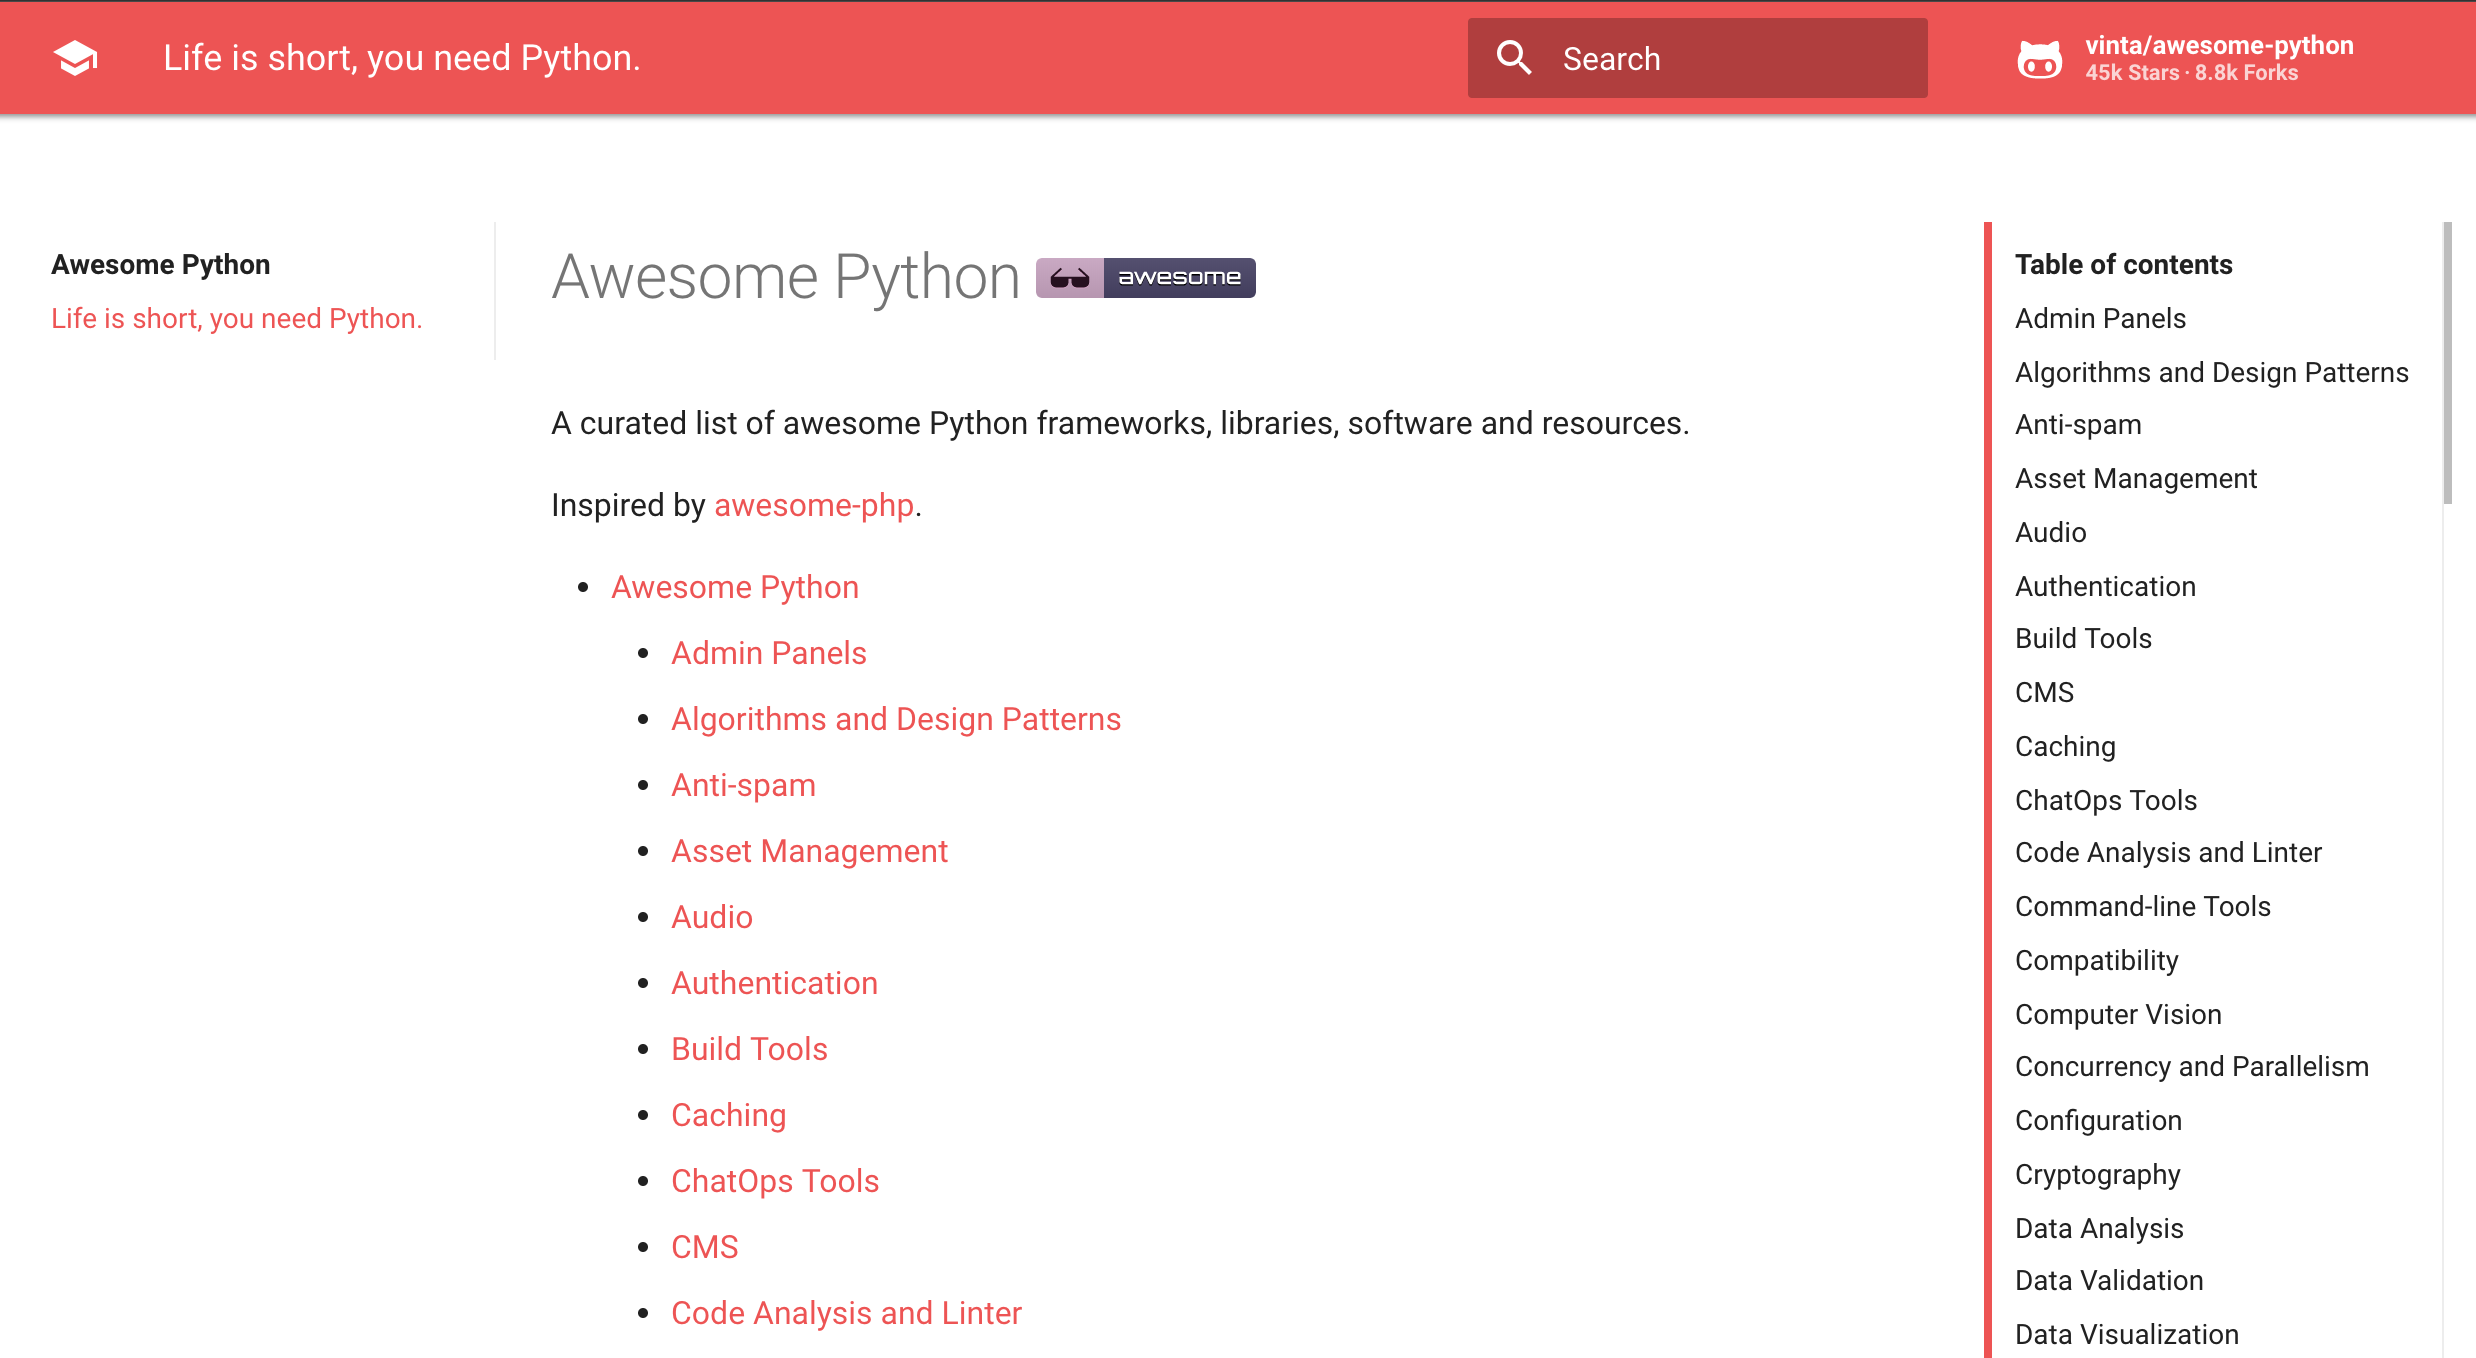 Life is short, you need Python.
Search
vinta/awesome-python
45k Stars · 8.8k Forks
Awesome Python
Life is short, you need Python.
Awesome Python
awesome
A curated list of awesome Python frameworks, libraries, software and resources.
Inspired by awesome-php.
Awesome Python
Admin Panels
Algorithms and Design Patterns
Anti-spam
Asset Management
Audio
Authentication
Build Tools
Caching
ChatOps Tools
CMS
Code Analysis and Linter
Table of contents
Admin Panels
Algorithms and Design Patterns
Anti-spam
Asset Management
Audio
Authentication
Build Tools
CMS
Caching
ChatOps Tools
Code Analysis and Linter
Command-line Tools
Compatibility
Computer Vision
Concurrency and Parallelism
Configuration
Cryptography
Data Analysis
Data Validation
Data Visualization